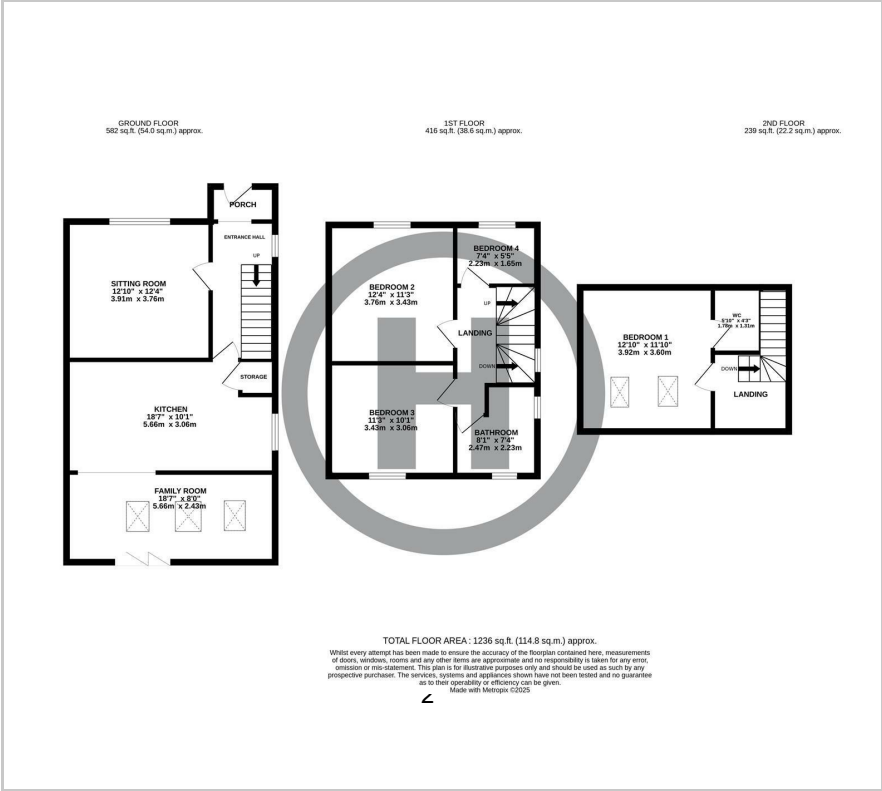 GROUND FLOOR
582 sq.ft. (54.0 sq.m.) approx.
1ST FLOOR
416 sq.ft. (38.6 sq.m.) approx.
2ND FLOOR
239 sq.ft. (22.2 sq.m.) approx.
PORCH
ENTRANCE HALL
UP
SITTING ROOM
12'10" x 12'4"
3.91m x 3.76m
STORAGE
KITCHEN
18'7" x 10'1"
5.66m x 3.06m
FAMILY ROOM
18'7" x 8'0"
5.66m x 2.43m
BEDROOM 4
7'4" x 5'5"
2.23m x 1.65m
BEDROOM 2
12'4" x 11'3"
3.76m x 3.43m
UP
LANDING
DOWN
BEDROOM 3
11'3" x 10'1"
3.43m x 3.06m
BATHROOM
8'1" x 7'4"
2.47m x 2.23m
H
WC
5'10" x 4'3"
1.78m x 1.31m
BEDROOM 1
12'10" x 11'10"
3.92m x 3.60m
DOWN
LANDING
TOTAL FLOOR AREA : 1236 sq.ft. (114.8 sq.m.) approx.
Whilst every attempt has been made to ensure the accuracy of the floorplan contained here, measurements
of doors, windows, rooms and any other items are approximate and no responsibility is taken for any error,
omission or mis-statement. This plan is for illustrative purposes only and should be used as such by any
prospective purchaser. The services, systems and appliances shown have not been tested and no guarantee
as to their operability or efficiency can be given.
Made with Metropix ©2025